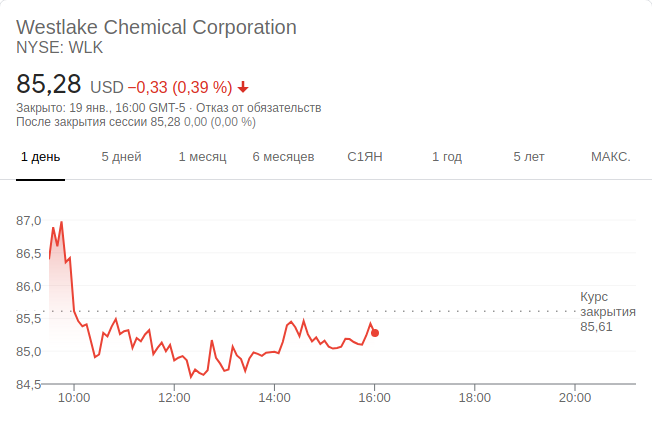 Westlake Chemical Corporation
NYSE: WLK
85,28 USD −0,33 (0,39 %)
Закрыто: 19 янв., 16:00 GMT-5 · Отказ от обязательств
После закрытия сессии 85,28 0,00 (0,00 %)
1 день 5 дней 1 месяц 6 месяцев С1ЯН 1 год 5 лет МАКС.
87,0
86,5
86,0
Курс
закрытия
85,61
85,5
85,0
84,5
10:00 12:00 14:00 16:00 18:00 20:00